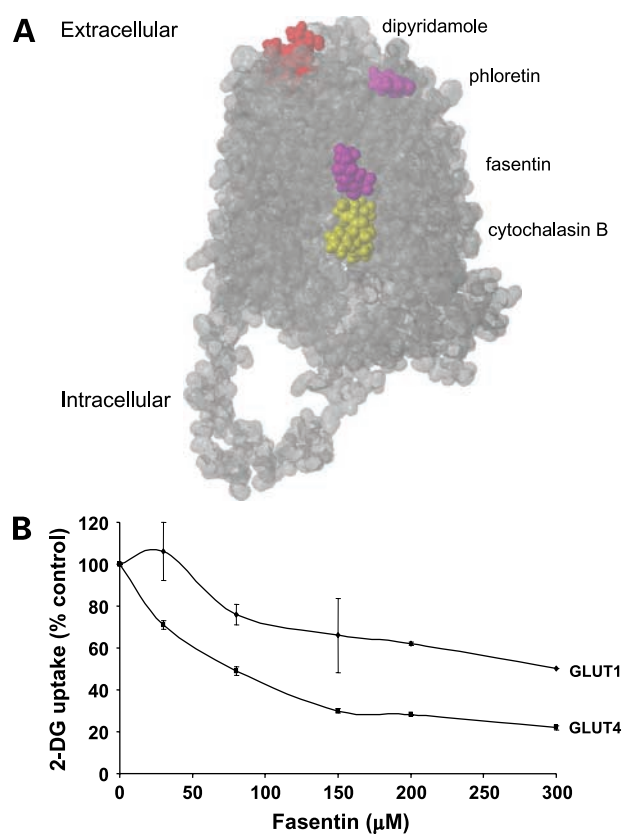 A
Extracellular
dipyridamole
phloretin
fasentin
cytochalasin B
Intracellular
B
2-DG uptake (% control)
120
100
80
60
40
20
0
GLUT1
GLUT4
0 50 100 150 200 250 300
Fasentin (µM)